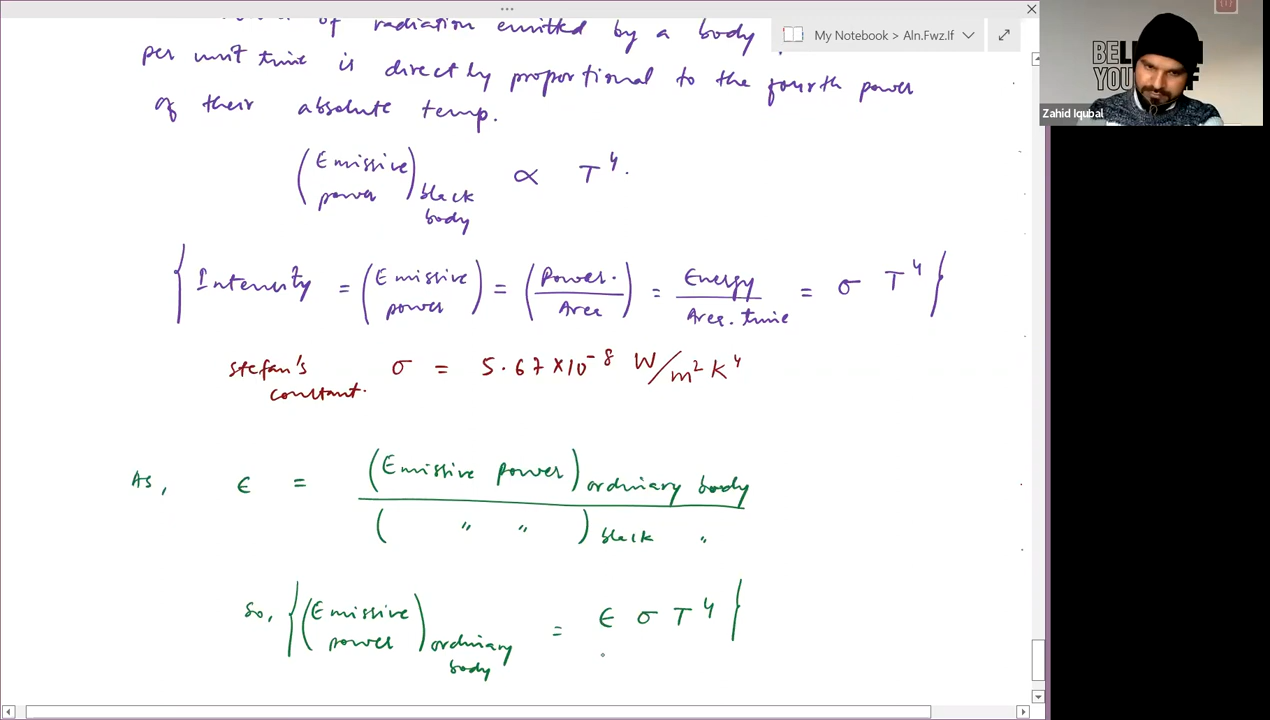 of radiation emitted by a body
per unit time is directly proportional to the fourth power
of their absolute temp.
(Emissive power) black body ∝ T⁴.
{ Intensity = (Emissive power) = (Power. / Area) = Energy / Area. time = σ T⁴ }
stefan's constant. σ = 5.67 × 10⁻⁸ W/m² K⁴
As, ϵ = (Emissive power) ordinary body / ( " " ) black "
So, { (Emissive power) ordinary body = ϵ σ T⁴ }
My Notebook > Aln.Fwz.If
BE
YOU
F
Zahid Iqubal